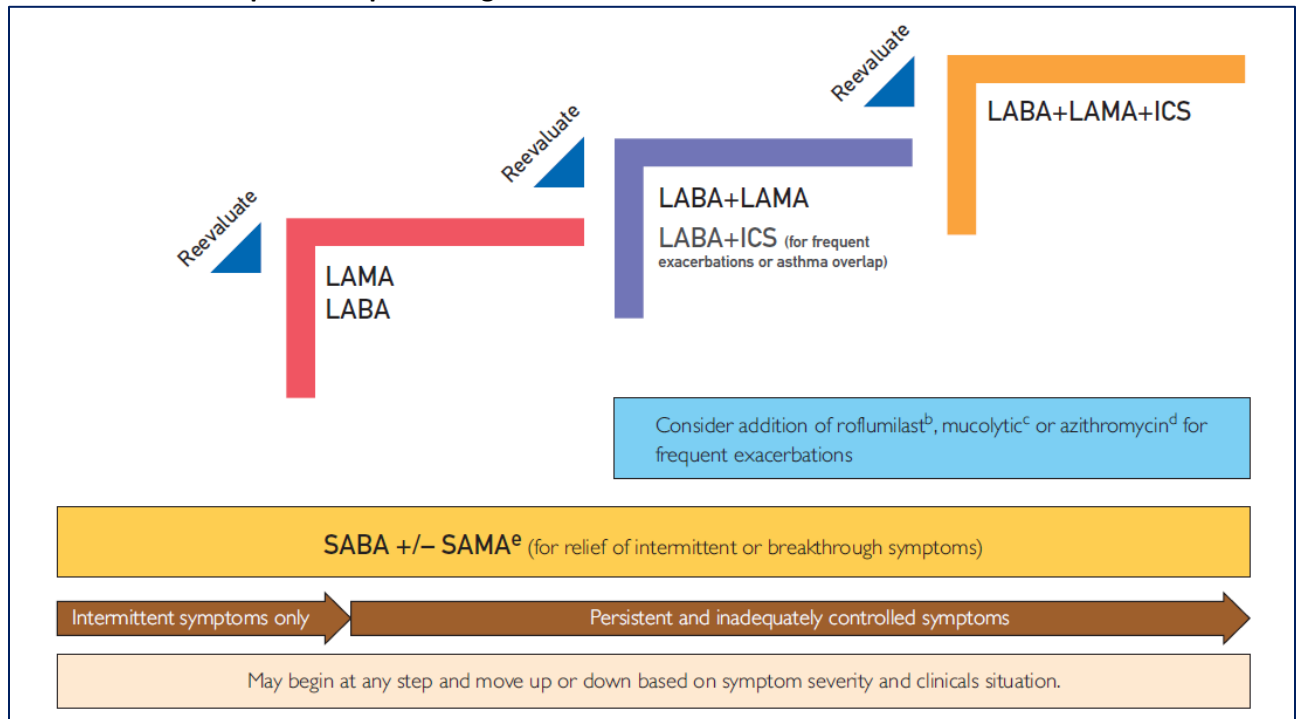 Reevaluate
LABA+LAMA+ICS
Reevaluate
LABA+LAMA
LABA+ICS (for frequent
exacerbations or asthma overlap)
Reevaluate
LAMA
LABA
Consider addition of roflumilastb, mucolyticc or azithromycind for
frequent exacerbations
SABA +/– SAMAe (for relief of intermittent or breakthrough symptoms)
Intermittent symptoms only
Persistent and inadequately controlled symptoms
May begin at any step and move up or down based on symptom severity and clinicals situation.